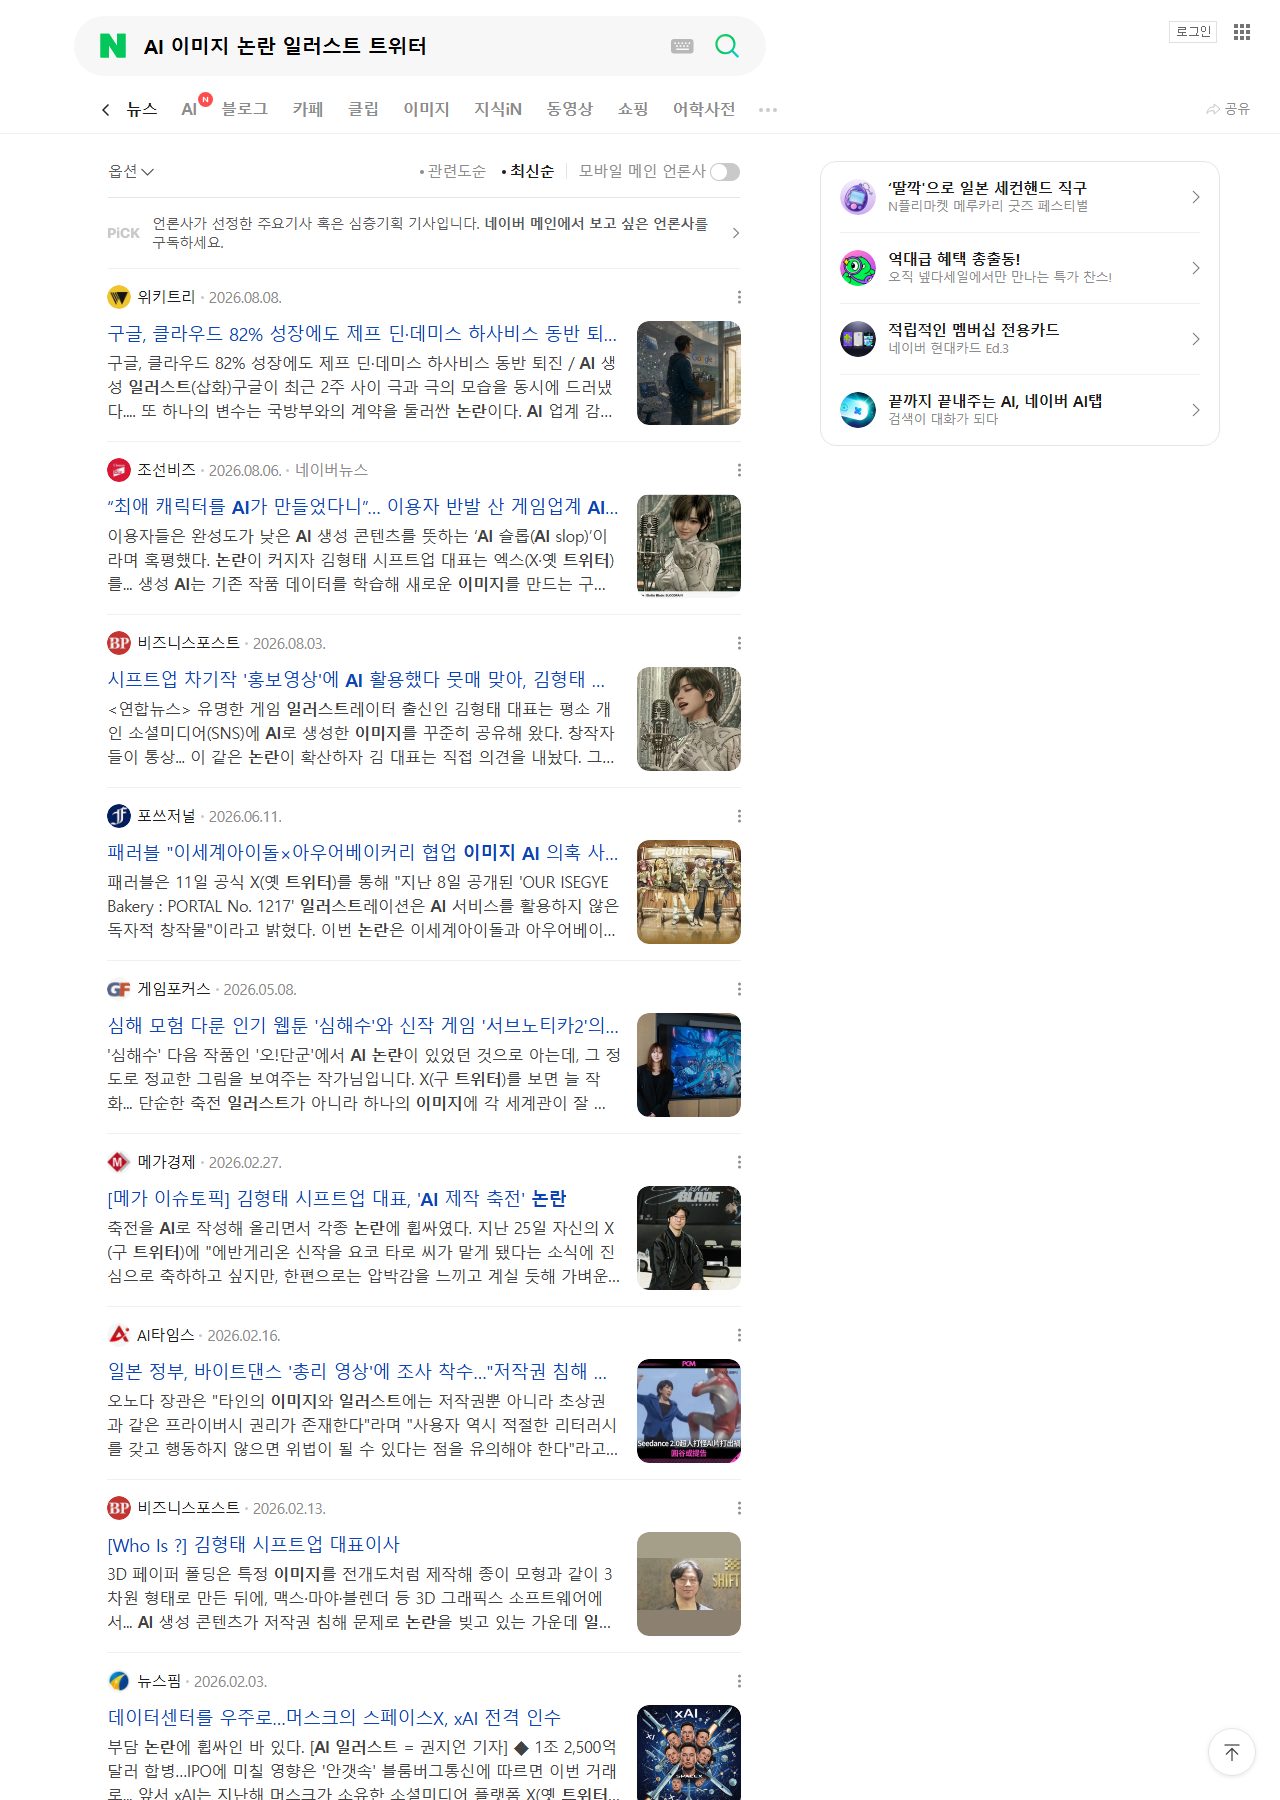 N
AI 이미지 논란 일러스트 트위터
로그인
뉴스
AI
N
블로그
카페
클립
이미지
지식iN
동영상
쇼핑
어학사전
공유
옵션
관련도순
최신순
모바일 메인 언론사
PiCK
언론사가 선정한 주요기사 혹은 심층기획 기사입니다. 네이버 메인에서 보고 싶은 언론사를
구독하세요.
위키트리 · 2026.08.08.
구글, 클라우드 82% 성장에도 제프 딘·데미스 하사비스 동반 퇴...
구글, 클라우드 82% 성장에도 제프 딘·데미스 하사비스 동반 퇴진 / AI 생
성 일러스트(삽화)구글이 최근 2주 사이 극과 극의 모습을 동시에 드러냈
다.... 또 하나의 변수는 국방부와의 계약을 둘러싼 논란이다. AI 업계 감...
Google
조선비즈 · 2026.08.06. · 네이버뉴스
“최애 캐릭터를 AI가 만들었다니”... 이용자 반발 산 게임업계 AI...
이용자들은 완성도가 낮은 AI 생성 콘텐츠를 뜻하는 ‘AI 슬롭(AI slop)’이
라며 혹평했다. 논란이 커지자 김형태 시프트업 대표는 엑스(X·옛 트위터)
를... 생성 AI는 기존 작품 데이터를 학습해 새로운 이미지를 만드는 구...
BP
비즈니스포스트 · 2026.08.03.
시프트업 차기작 '홍보영상'에 AI 활용했다 뭇매 맞아, 김형태 ...
<연합뉴스> 유명한 게임 일러스트레이터 출신인 김형태 대표는 평소 개
인 소셜미디어(SNS)에 AI로 생성한 이미지를 꾸준히 공유해 왔다. 창작자
들이 통상... 이 같은 논란이 확산하자 김 대표는 직접 의견을 내놨다. 그...
포쓰저널 · 2026.06.11.
패러블 "이세계아이돌×아우어베이커리 협업 이미지 AI 의혹 사...
패러블은 11일 공식 X(옛 트위터)를 통해 "지난 8일 공개된 'OUR ISEGYE
Bakery : PORTAL No. 1217' 일러스트레이션은 AI 서비스를 활용하지 않은
독자적 창작물"이라고 밝혔다. 이번 논란은 이세계아이돌과 아우어베이...
GF
게임포커스 · 2026.05.08.
심해 모험 다룬 인기 웹툰 '심해수'와 신작 게임 '서브노티카2'의...
'심해수' 다음 작품인 '오!단군'에서 AI 논란이 있었던 것으로 아는데, 그 정
도로 정교한 그림을 보여주는 작가님입니다. X(구 트위터)를 보면 늘 작
화... 단순한 축전 일러스트가 아니라 하나의 이미지에 각 세계관이 잘 ...
M
메가경제 · 2026.02.27.
[메가 이슈토픽] 김형태 시프트업 대표, 'AI 제작 축전' 논란
축전을 AI로 작성해 올리면서 각종 논란에 휩싸였다. 지난 25일 자신의 X
(구 트위터)에 "에반게리온 신작을 요코 타로 씨가 맡게 됐다는 소식에 진
심으로 축하하고 싶지만, 한편으로는 압박감을 느끼고 계실 듯해 가벼운...
BLADE
AI타임스 · 2026.02.16.
일본 정부, 바이트댄스 '총리 영상'에 조사 착수..."저작권 침해 ...
오노다 장관은 "타인의 이미지와 일러스트에는 저작권뿐 아니라 초상권
과 같은 프라이버시 권리가 존재한다"라며 "사용자 역시 적절한 리터러시
를 갖고 행동하지 않으면 위법이 될 수 있다는 점을 유의해야 한다"라고...
PCM
Seedance 2.0超人打怪AI片打出禍
圓谷或提告
BP
비즈니스포스트 · 2026.02.13.
[Who Is ?] 김형태 시프트업 대표이사
3D 페이퍼 폴딩은 특정 이미지를 전개도처럼 제작해 종이 모형과 같이 3
차원 형태로 만든 뒤에, 맥스·마야·블렌더 등 3D 그래픽스 소프트웨어에
서... AI 생성 콘텐츠가 저작권 침해 문제로 논란을 빚고 있는 가운데 일...
SHIFT
뉴스핌 · 2026.02.03.
데이터센터를 우주로...머스크의 스페이스X, xAI 전격 인수
부담 논란에 휩싸인 바 있다. [AI 일러스트 = 권지언 기자] ◆ 1조 2,500억
달러 합병...IPO에 미칠 영향은 '안갯속' 블룸버그통신에 따르면 이번 거래
로... 앞서 xAI는 지난해 머스크가 소유한 소셜미디어 플랫폼 X(옛 트위터...
xAI
XI
SPACEX
‘딸깍’으로 일본 세컨핸드 직구
N플리마켓 메루카리 굿즈 페스티벌
역대급 혜택 총출동!
오직 넾다세일에서만 만나는 특가 찬스!
적립적인 멤버십 전용카드
네이버 현대카드 Ed.3
끝까지 끝내주는 AI, 네이버 AI탭
검색이 대화가 되다